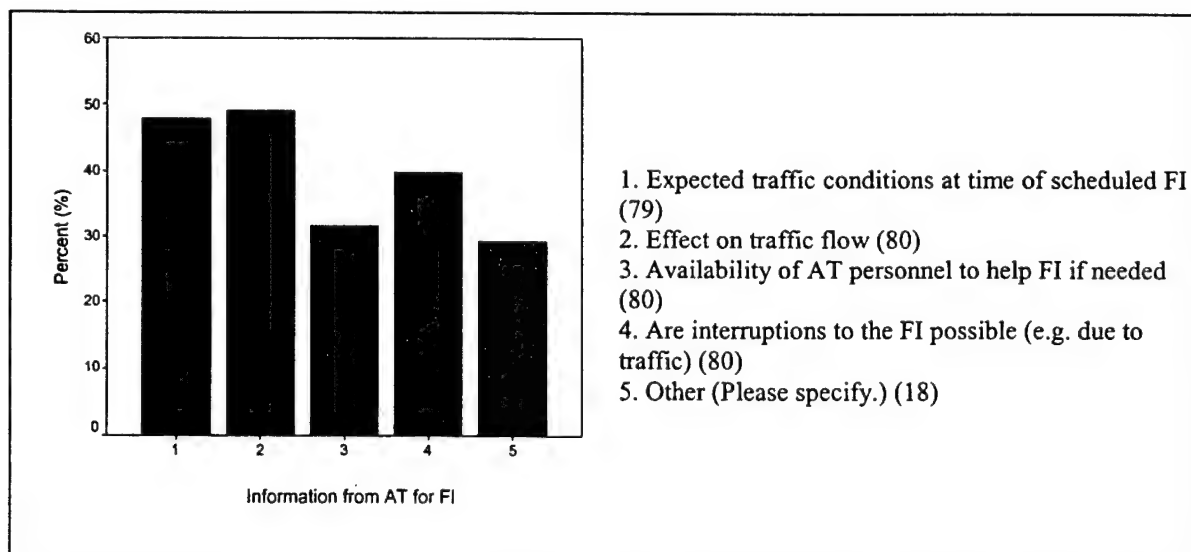 60
50
40
30
20
10
0
Percent (%)
1 2 3 4 5
Information from AT for FI
1. Expected traffic conditions at time of scheduled FI
(79)
2. Effect on traffic flow (80)
3. Availability of AT personnel to help FI if needed
(80)
4. Are interruptions to the FI possible (e.g. due to
traffic) (80)
5. Other (Please specify.) (18)